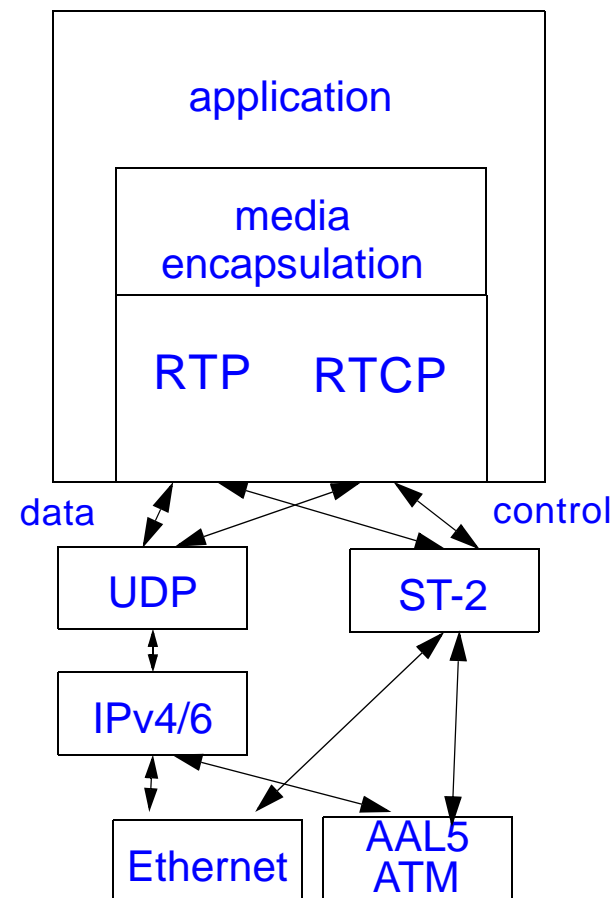 application
media
encapsulation
RTP RTCP
data control
UDP ST-2
IPv4/6
Ethernet AAL5
ATM